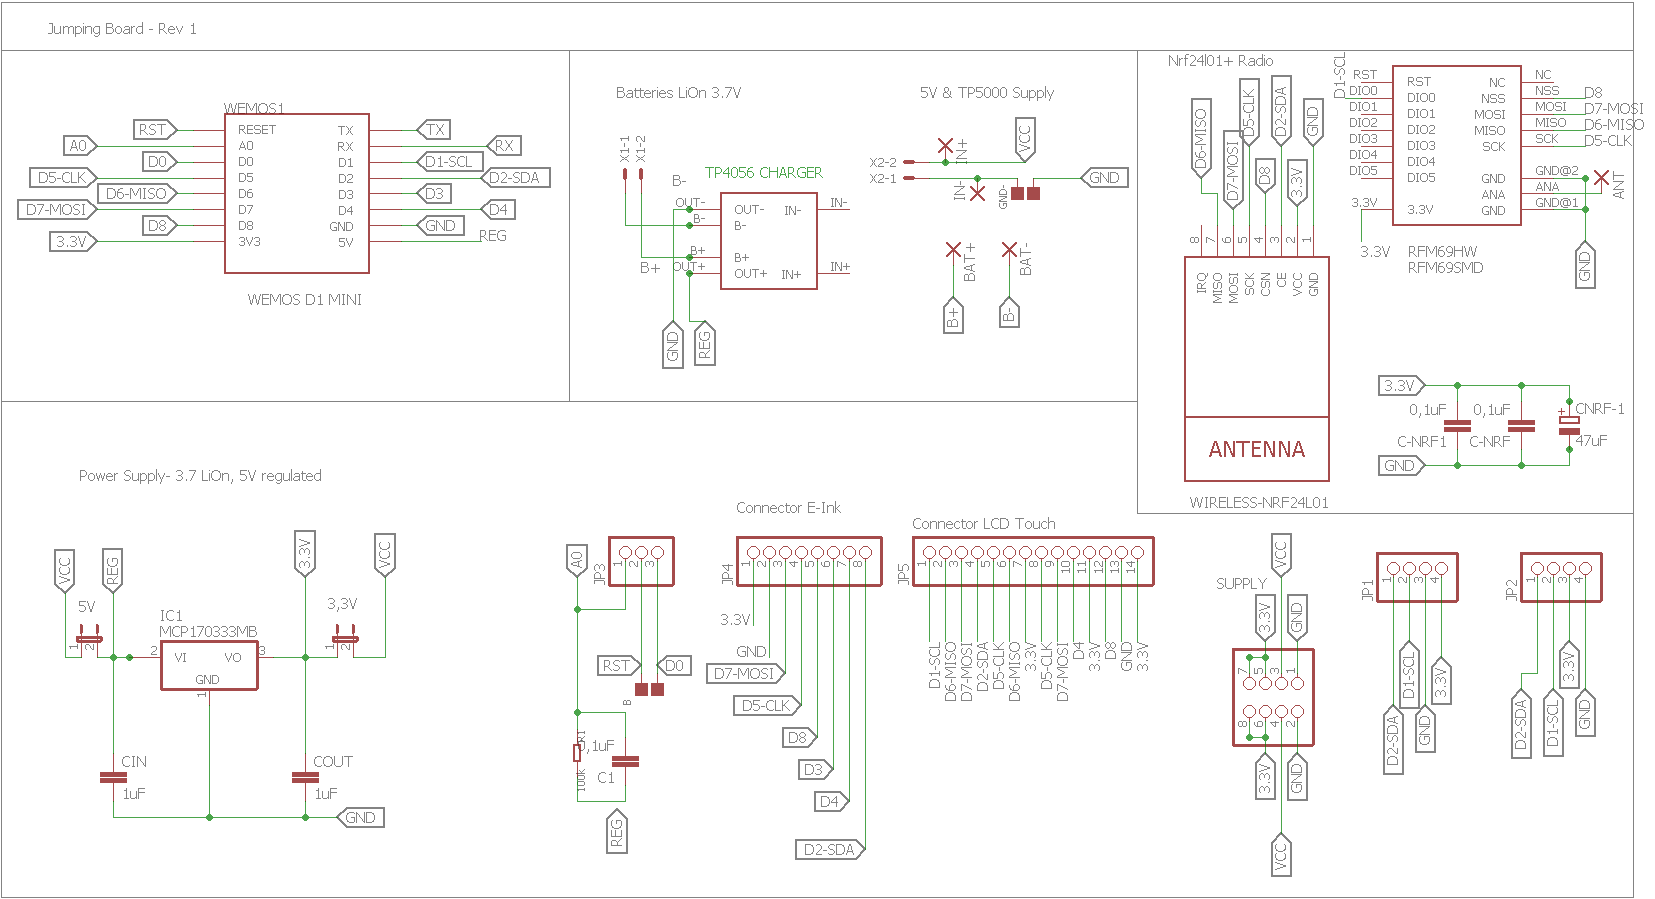 Jumping Board - Rev 1
WEMOS1
RST
A0
D0
D5-CLK
D6-MISO
D7-MOSI
D8
3.3V
RESET
A0
D0
D5
D6
D7
D8
3V3
TX
RX
D1
D2
D3
D4
GND
5V
TX
RX
D1-SCL
D2-SDA
D3
D4
GND
REG
WEMOS D1 MINI
Batteries LiOn 3.7V
X1-1
X1-2
TP4056 CHARGER
B-
OUT-
B-
B+
OUT+
B+
OUT-
B-
B+
OUT+
IN-
IN+
IN-
IN+
GND
REG
5V & TP5000 Supply
X2-2
X2-1
IN+
IN-
VCC
GND-
GND
BAT+
BAT-
B+
B-
Nrf24l01+ Radio
D6-MISO
D7-MOSI
D5-CLK
D8
D2-SDA
3.3V
GND
8
7
6
5
4
3
2
1
IRQ
MISO
MOSI
SCK
CSN
CE
VCC
GND
ANTENNA
WIRELESS-NRF24L01
D1-SCL
RST
DIO0
DIO1
DIO2
DIO3
DIO4
DIO5
3.3V
3.3V
RST
DIO0
DIO1
DIO2
DIO3
DIO4
DIO5
3.3V
NC
NSS
MOSI
MISO
SCK
GND
ANA
GND
NC
NSS
MOSI
MISO
SCK
GND@2
ANA
GND@1
D8
D7-MOSI
D6-MISO
D5-CLK
ANT
GND
RFM69HW
RFM69SMD
3.3V
0,1uF
C-NRF1
0,1uF
C-NRF
+
CNRF-1
47uF
GND
Power Supply- 3.7 LiOn, 5V regulated
VCC
REG
5V
1
2
IC1
MCP170333MB
2
VI
VO
3
GND
1
3.3V
3,3V
1
2
VCC
CIN
1uF
COUT
1uF
GND
A0
JP3
1
2
3
RST
D0
B
R1
100k
0,1uF
C1
REG
Connector E-Ink
JP4
1
2
3
4
5
6
7
8
3.3V
GND
D7-MOSI
D5-CLK
D8
D3
D4
D2-SDA
Connector LCD Touch
JP5
1
2
3
4
5
6
7
8
9
10
11
12
13
14
D1-SCL
D6-MISO
D7-MOSI
D2-SDA
D5-CLK
D6-MISO
3.3V
D5-CLK
D7-MOSI
D4
3.3V
D8
GND
3.3V
SUPPLY
VCC
3.3V
GND
7
5
3
1
8
6
4
2
3.3V
GND
VCC
JP1
1
2
3
4
D2-SDA
D1-SCL
GND
3.3V
JP2
1
2
3
4
D2-SDA
D1-SCL
3.3V
GND